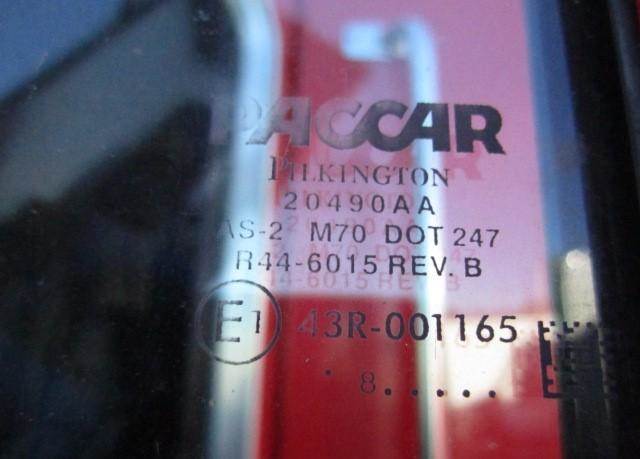 PACCAR
PILKINGTON
20490AA
AS-2 M70 DOT 247
R44-6015 REV. B
E1 43R-001165
. 8.....